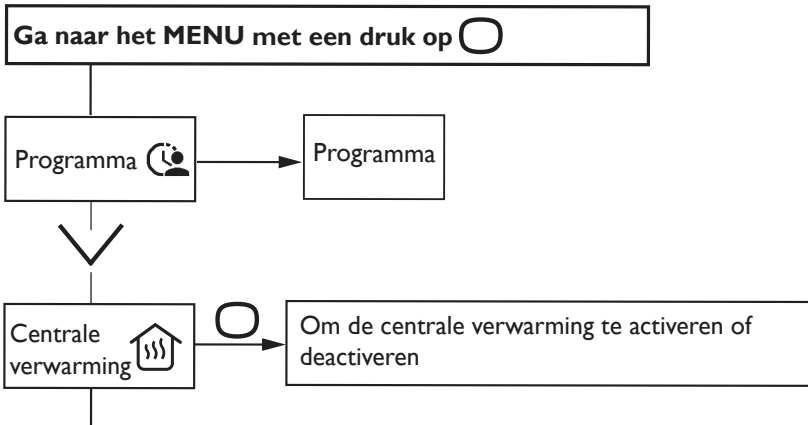 Ga naar het MENU met een druk op
Programma
Programma
Centrale
verwarming
Om de centrale verwarming te activeren of
deactiveren